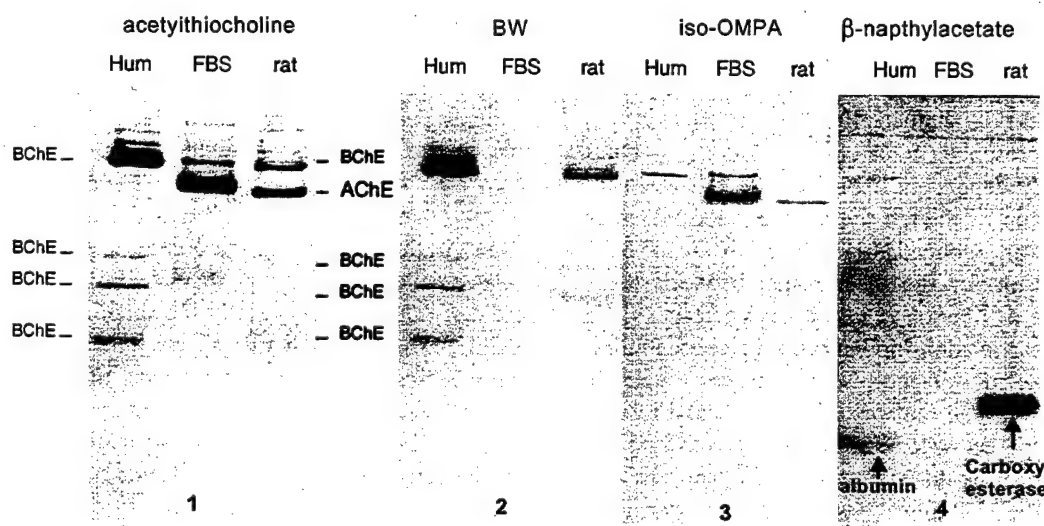 acetyithiocholine BW iso-OMPA β-napthylacetate
Hum FBS rat Hum FBS rat Hum FBS rat Hum FBS rat
BChE BChE
AChE
BChE BChE
BChE BChE
BChE BChE
albumin Carboxy
esterase
1 2 3 4